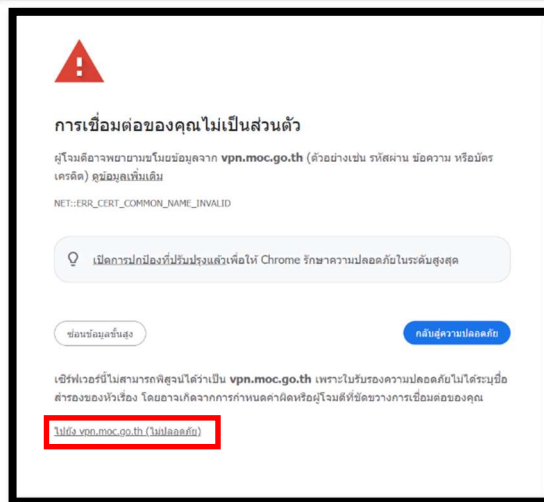 การเชื่อมต่อของคุณไม่เป็นส่วนตัว
ผู้โจมตีอาจพยายามขโมยข้อมูลจาก vpn.moc.go.th (ตัวอย่างเช่น รหัสผ่าน ข้อความ หรือบัตร
เครดิต) ดูข้อมูลเพิ่มเติม
NET::ERR_CERT_COMMON_NAME_INVALID
เปิดการปกป้องที่ปรับปรุงแล้วเพื่อให้ Chrome รักษาความปลอดภัยในระดับสูงสุด
ซ่อนข้อมูลขั้นสูง
กลับสู่ความปลอดภัย
เซิร์ฟเวอร์นี้ไม่สามารถพิสูจน์ได้ว่าเป็น vpn.moc.go.th เพราะใบรับรองความปลอดภัยไม่ได้ระบุชื่อ
สำรองของหัวเรื่อง โดยอาจเกิดจากการกำหนดค่าผิดหรือผู้โจมตีที่ขัดขวางการเชื่อมต่อของคุณ
ไปยัง vpn.moc.go.th (ไม่ปลอดภัย)